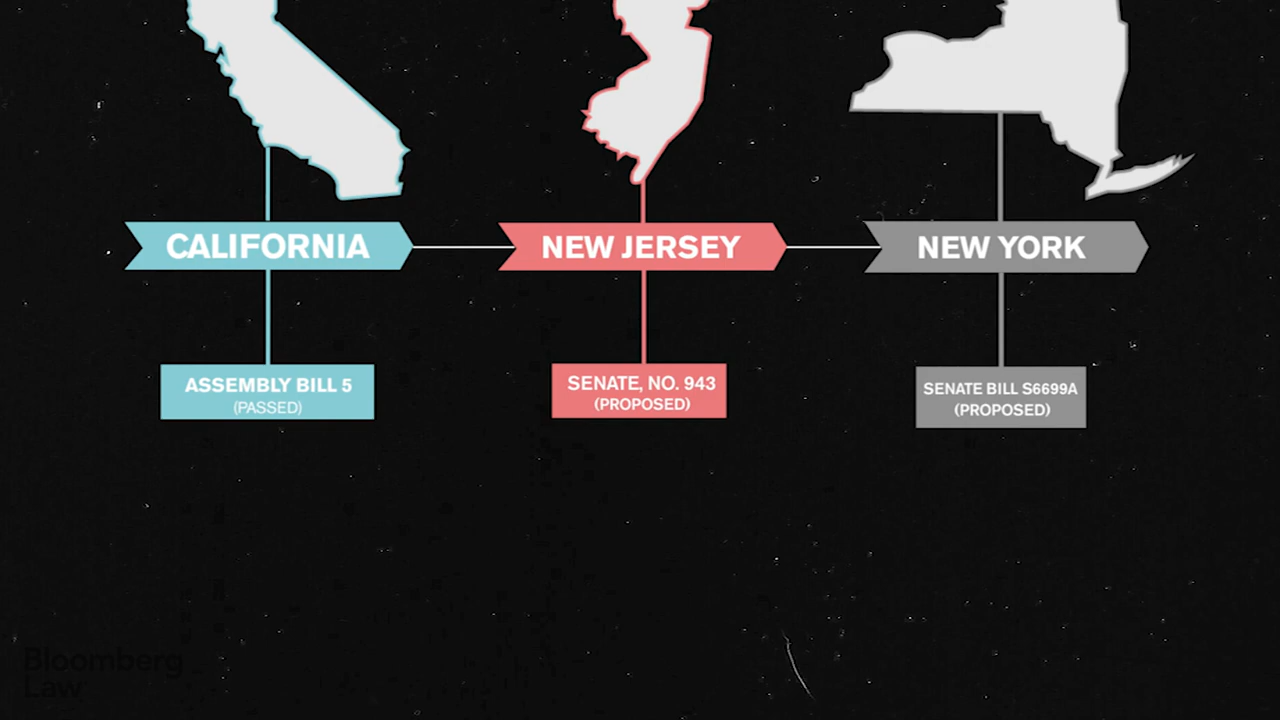 CALIFORNIA
NEW JERSEY
NEW YORK
ASSEMBLY BILL 5
(PASSED)
SENATE, NO. 943
(PROPOSED)
SENATE BILL S6699A
(PROPOSED)
Bloomberg
Law